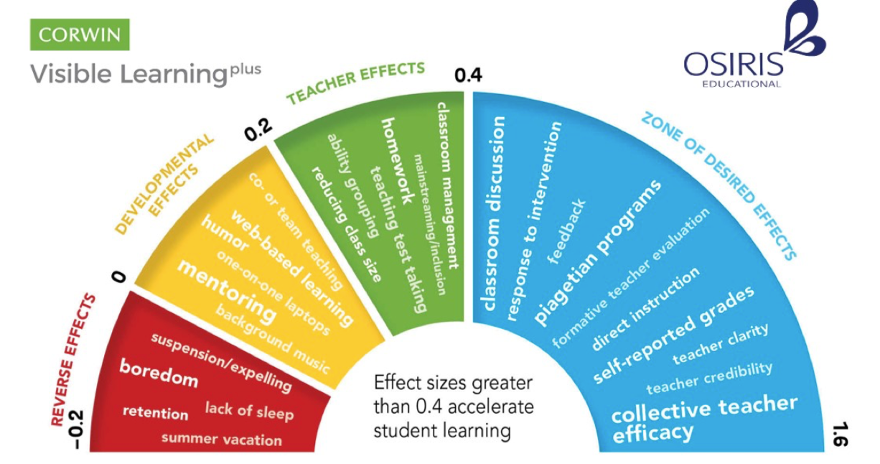 CORWIN
Visible Learningplus
OSIRIS
EDUCATIONAL
REVERSE EFFECTS
-0.2
suspension/expelling
boredom
retention
lack of sleep
summer vacation
0
DEVELOPMENTAL
EFFECTS
co- or team teaching
web-based learning
humor
one-on-one laptops
mentoring
background music
0.2
TEACHER EFFECTS
reducing class size
ability grouping
teaching test taking
homework
mainstreaming/inclusion
classroom management
0.4
ZONE OF DESIRED EFFECTS
classroom discussion
response to intervention
feedback
piagetian programs
formative teacher evaluation
direct instruction
self-reported grades
teacher clarity
teacher credibility
collective teacher
efficacy
1.6
Effect sizes greater
than 0.4 accelerate
student learning